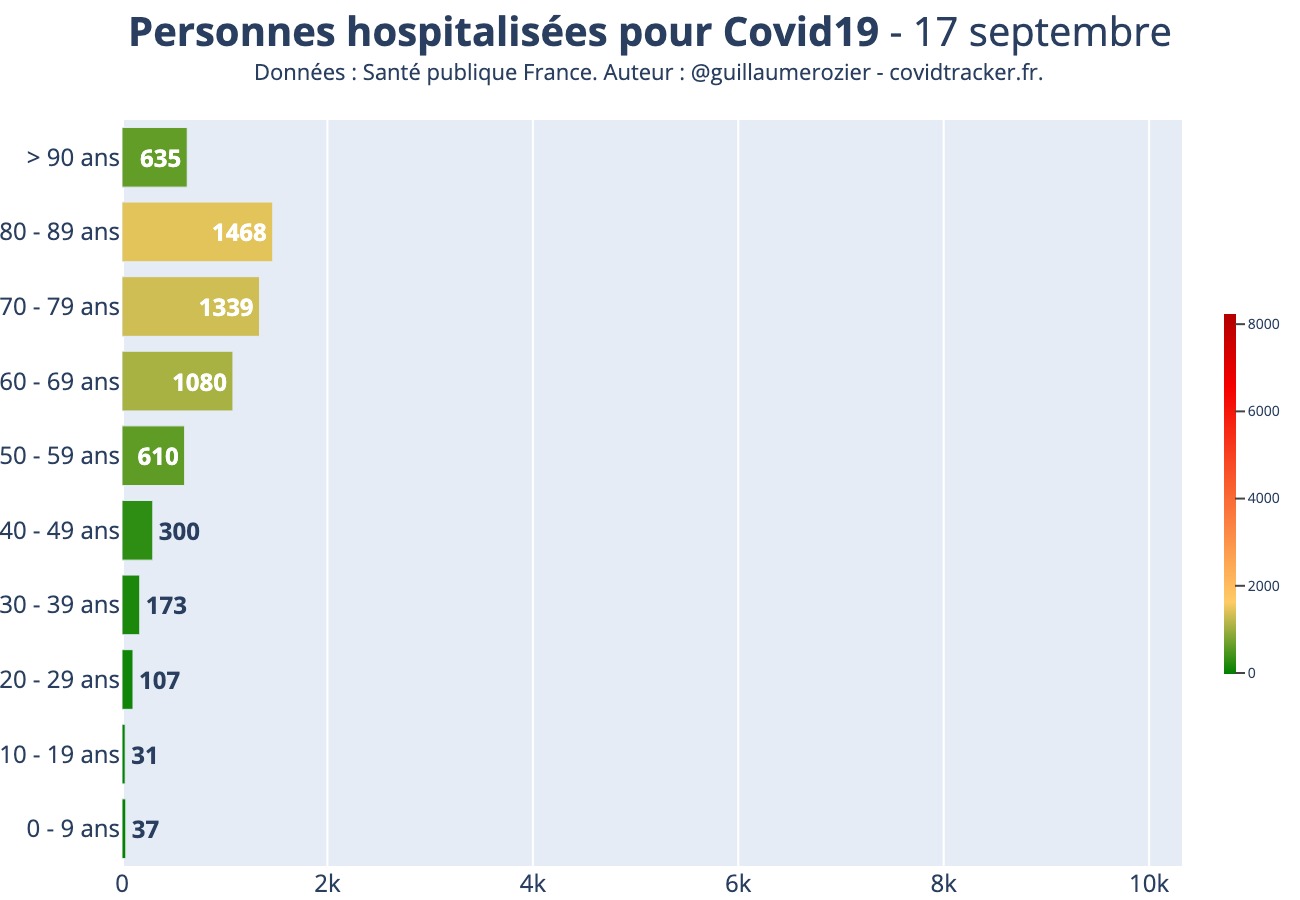 Personnes hospitalisées pour Covid19 - 17 septembre
Données : Santé publique France. Auteur : @guillaumerozier - covidtracker.fr.
> 90 ans 635
80 - 89 ans 1468
70 - 79 ans 1339
60 - 69 ans 1080
50 - 59 ans 610
40 - 49 ans 300
30 - 39 ans 173
20 - 29 ans 107
10 - 19 ans 31
0 - 9 ans 37
0 2k 4k 6k 8k 10k
8000
6000
4000
2000
0